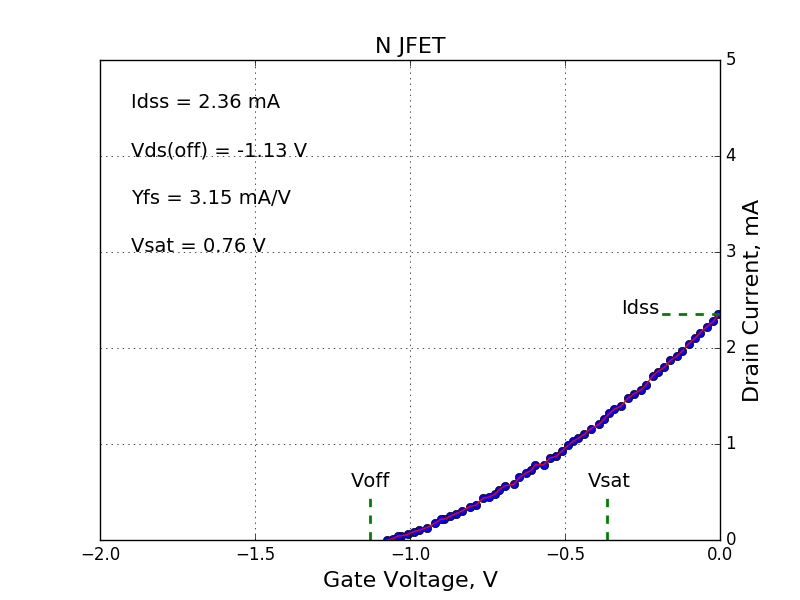 N JFET
Idss = 2.36 mA
Vds(off) = -1.13 V
Yfs = 3.15 mA/V
Vsat = 0.76 V
Idss
Voff
Vsat
5
4
3
2
1
0
Drain Current, mA
−2.0 −1.5 −1.0 −0.5 0.0
Gate Voltage, V